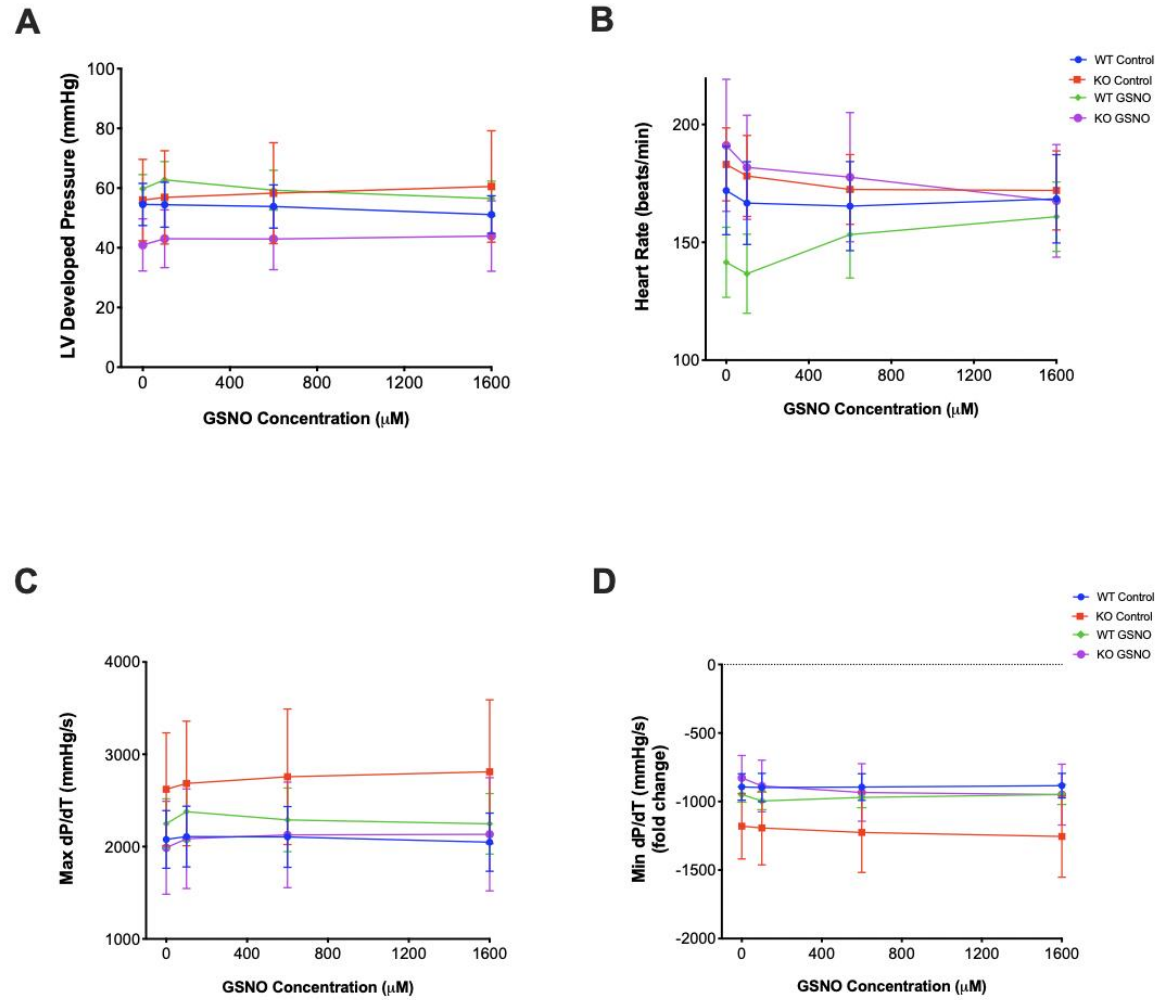 A
LV Developed Pressure (mmHg)
100
80
60
40
20
0
0 400 800 1200 1600
GSNO Concentration (μM)
B
Heart Rate (beats/min)
200
150
100
0 400 800 1200 1600
GSNO Concentration (μM)
WT Control
KO Control
WT GSNO
KO GSNO
C
Max dP/dT (mmHg/s)
4000
3000
2000
1000
0 400 800 1200 1600
GSNO Concentration (μM)
D
Min dP/dT (mmHg/s)
(fold change)
0
-500
-1000
-1500
-2000
0 400 800 1200 1600
GSNO Concentration (μM)
WT Control
KO Control
WT GSNO
KO GSNO